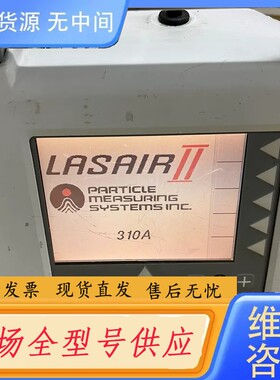 货源 无中间
LASAIR II
PARTICLE
MEASURING
SYSTEMS INC.
310A
发票 现货直发 售后无忧
场全型号供应
维
咨